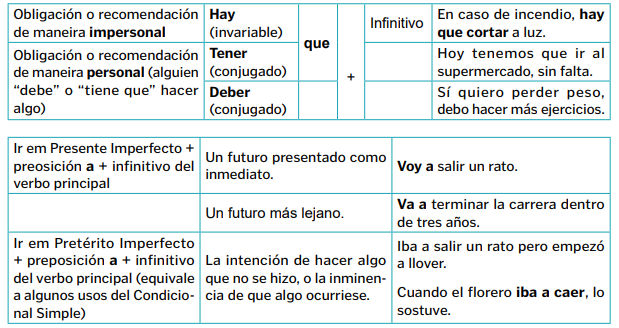 Obligación o recomendación
de maneira impersonal
Hay
(invariable)
que
+
Infinitivo
En caso de incendio, hay
que cortar a luz.
Obligación o recomendación
de maneira personal (alguien
“debe” o “tiene que” hacer
algo)
Tener
(conjugado)
Hoy tenemos que ir al
supermercado, sin falta.
Deber
(conjugado)
Sí quiero perder peso,
debo hacer más ejercicios.
Ir em Presente Imperfecto +
preosición a + infinitivo del
verbo principal
Un futuro presentado como
inmediato.
Voy a salir un rato.
Un futuro más lejano.
Va a terminar la carrera dentro
de tres años.
Ir em Pretérito Imperfecto
+ preposición a + infinitivo
del verbo principal (equivale
a algunos usos del Condicio-
nal Simple)
La intención de hacer algo
que no se hizo, o la inminen-
cia de que algo ocurriese.
Iba a salir un rato pero empezó
a llover.
Cuando el florero iba a caer, lo
sostuve.